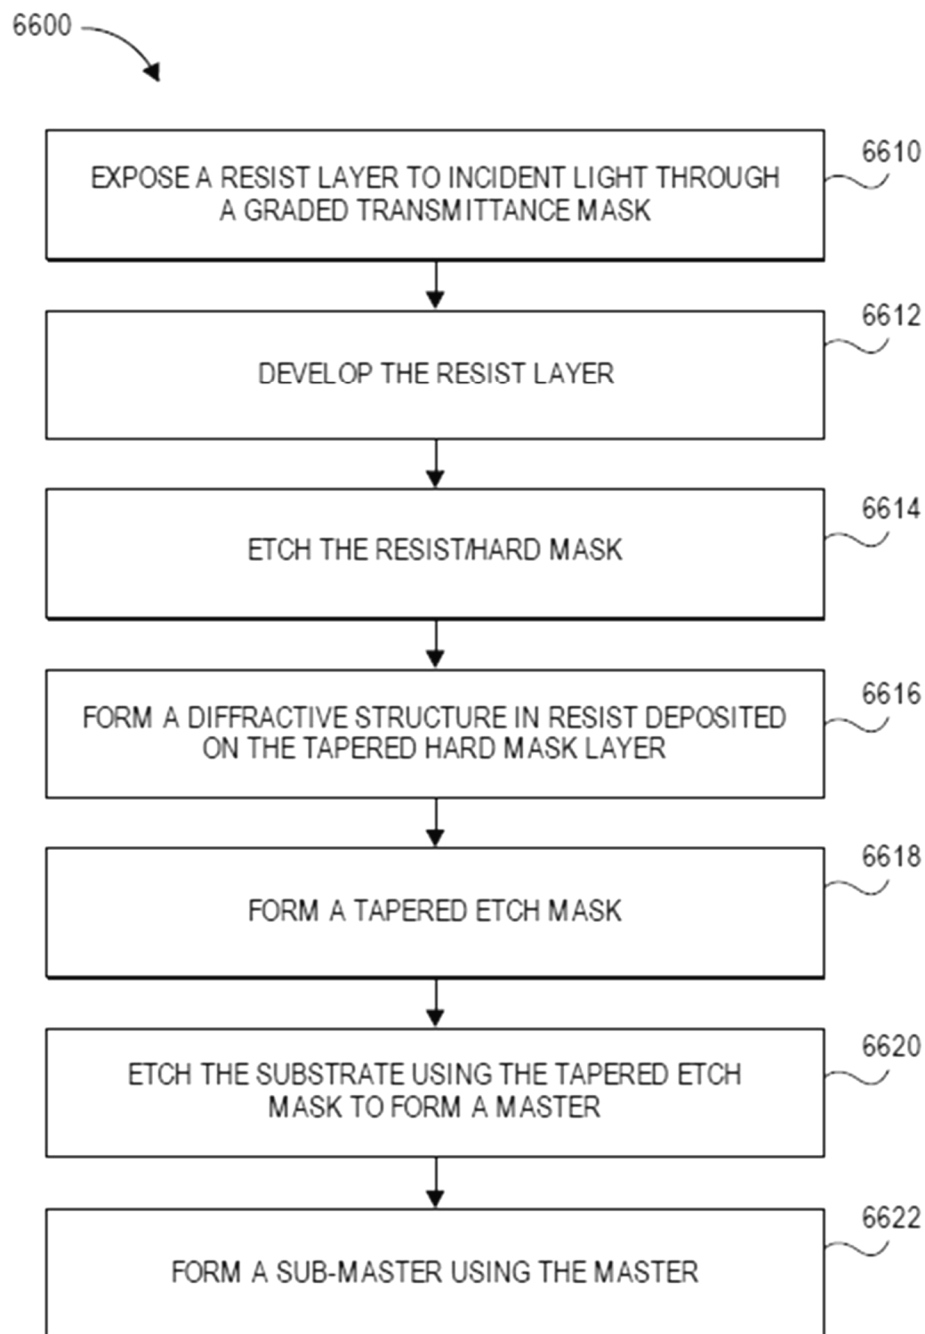 6600
6610
EXPOSE A RESIST LAYER TO INCIDENT LIGHT THROUGH
A GRADED TRANSMITTANCE MASK
6612
DEVELOP THE RESIST LAYER
6614
ETCH THE RESIST/HARD MASK
6616
FORM A DIFFRACTIVE STRUCTURE IN RESIST DEPOSITED
ON THE TAPERED HARD MASK LAYER
6618
FORM A TAPERED ETCH MASK
6620
ETCH THE SUBSTRATE USING THE TAPERED ETCH
MASK TO FORM A MASTER
6622
FORM A SUB-MASTER USING THE MASTER